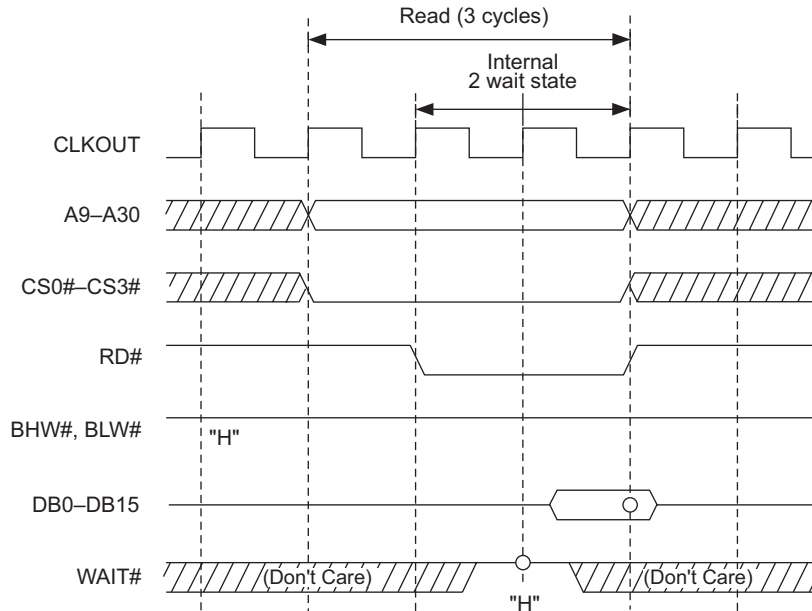 Read (3 cycles)
Internal
2 wait state
CLKOUT
A9–A30
CS0#–CS3#
RD#
BHW#, BLW#
"H"
DB0–DB15
WAIT#
(Don't Care)
(Don't Care)
"H"